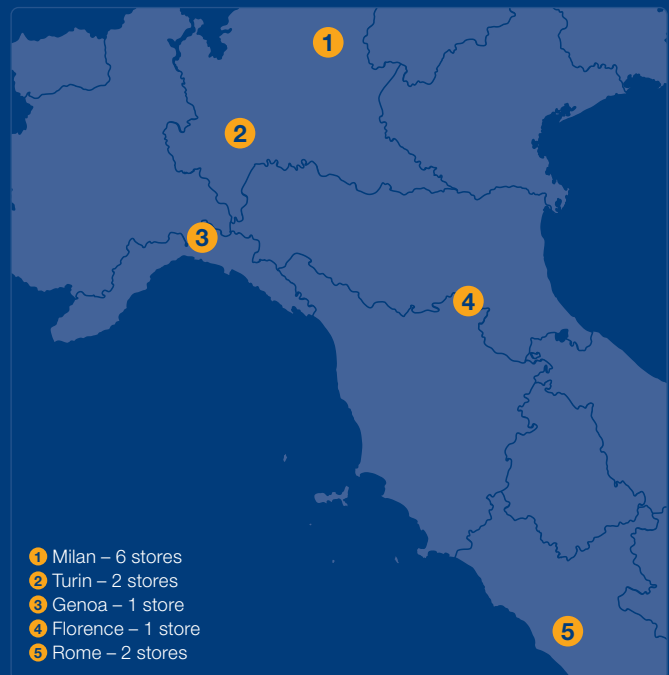 1
2
3
4
5
1 Milan – 6 stores
2 Turin – 2 stores
3 Genoa – 1 store
4 Florence – 1 store
5 Rome – 2 stores